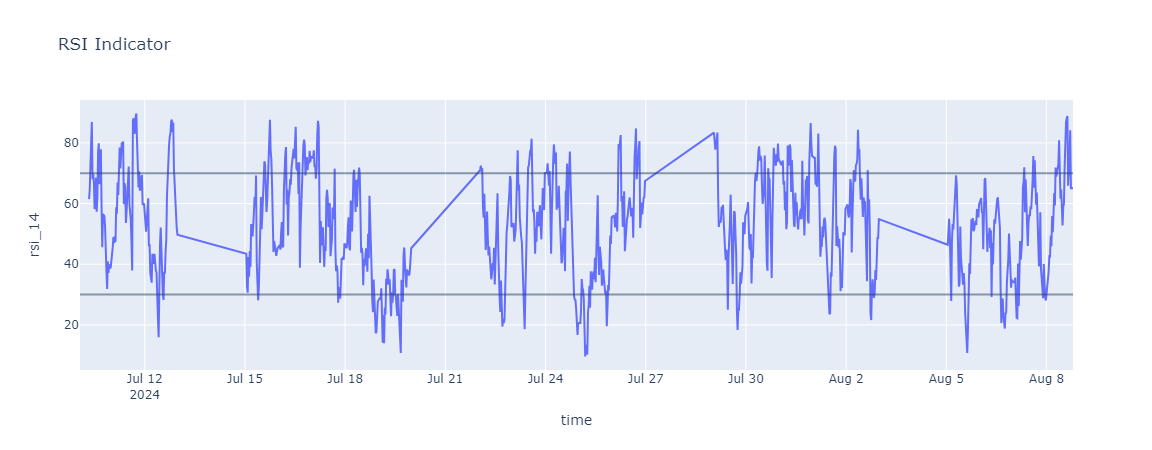 RSI Indicator
rsi_14
80
60
40
20
Jul 12
2024
Jul 15
Jul 18
Jul 21
Jul 24
Jul 27
Jul 30
Aug 2
Aug 5
Aug 8
time